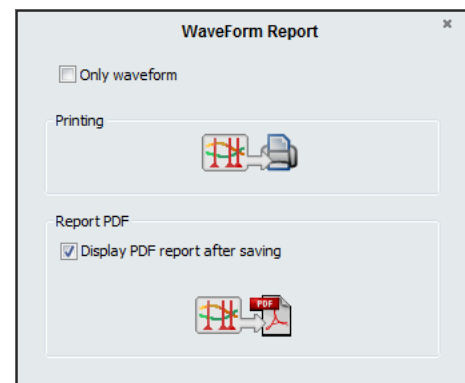 WaveForm Report
Only waveform
Printing
Report PDF
Display PDF report after saving
PDF